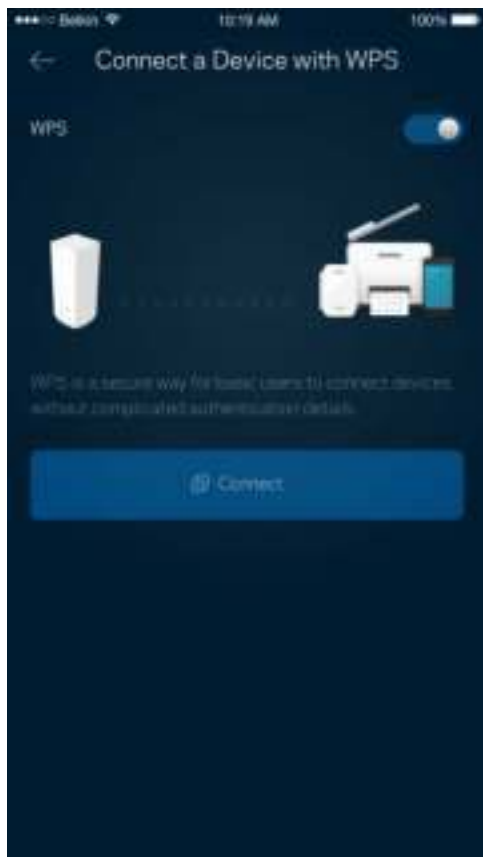 Belkin 10:19 AM 100%
Connect a Device with WPS
WPS
WPS is a secure way for basic users to connect devices
without complicated authentication details.
Connect